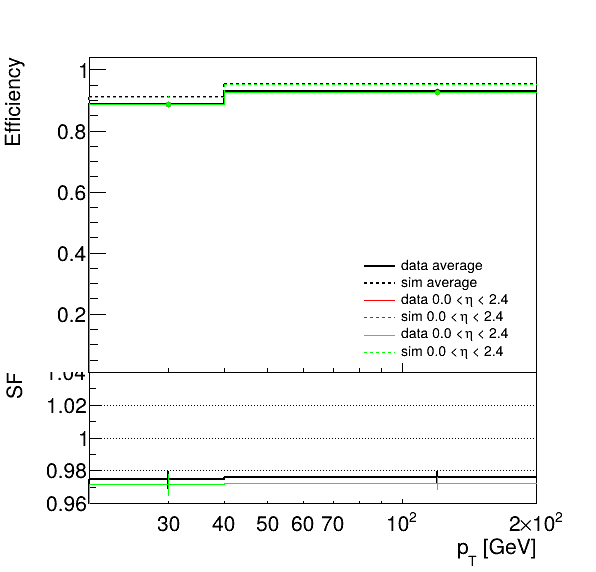 Efficiency
1
0.8
0.6
0.4
0.2
data average
sim average
data 0.0 < η < 2.4
sim 0.0 < η < 2.4
data 0.0 < η < 2.4
sim 0.0 < η < 2.4
SF
1.04
1.02
1
0.98
0.96
30 40 50 60 70 10² 2×10²
p_T [GeV]